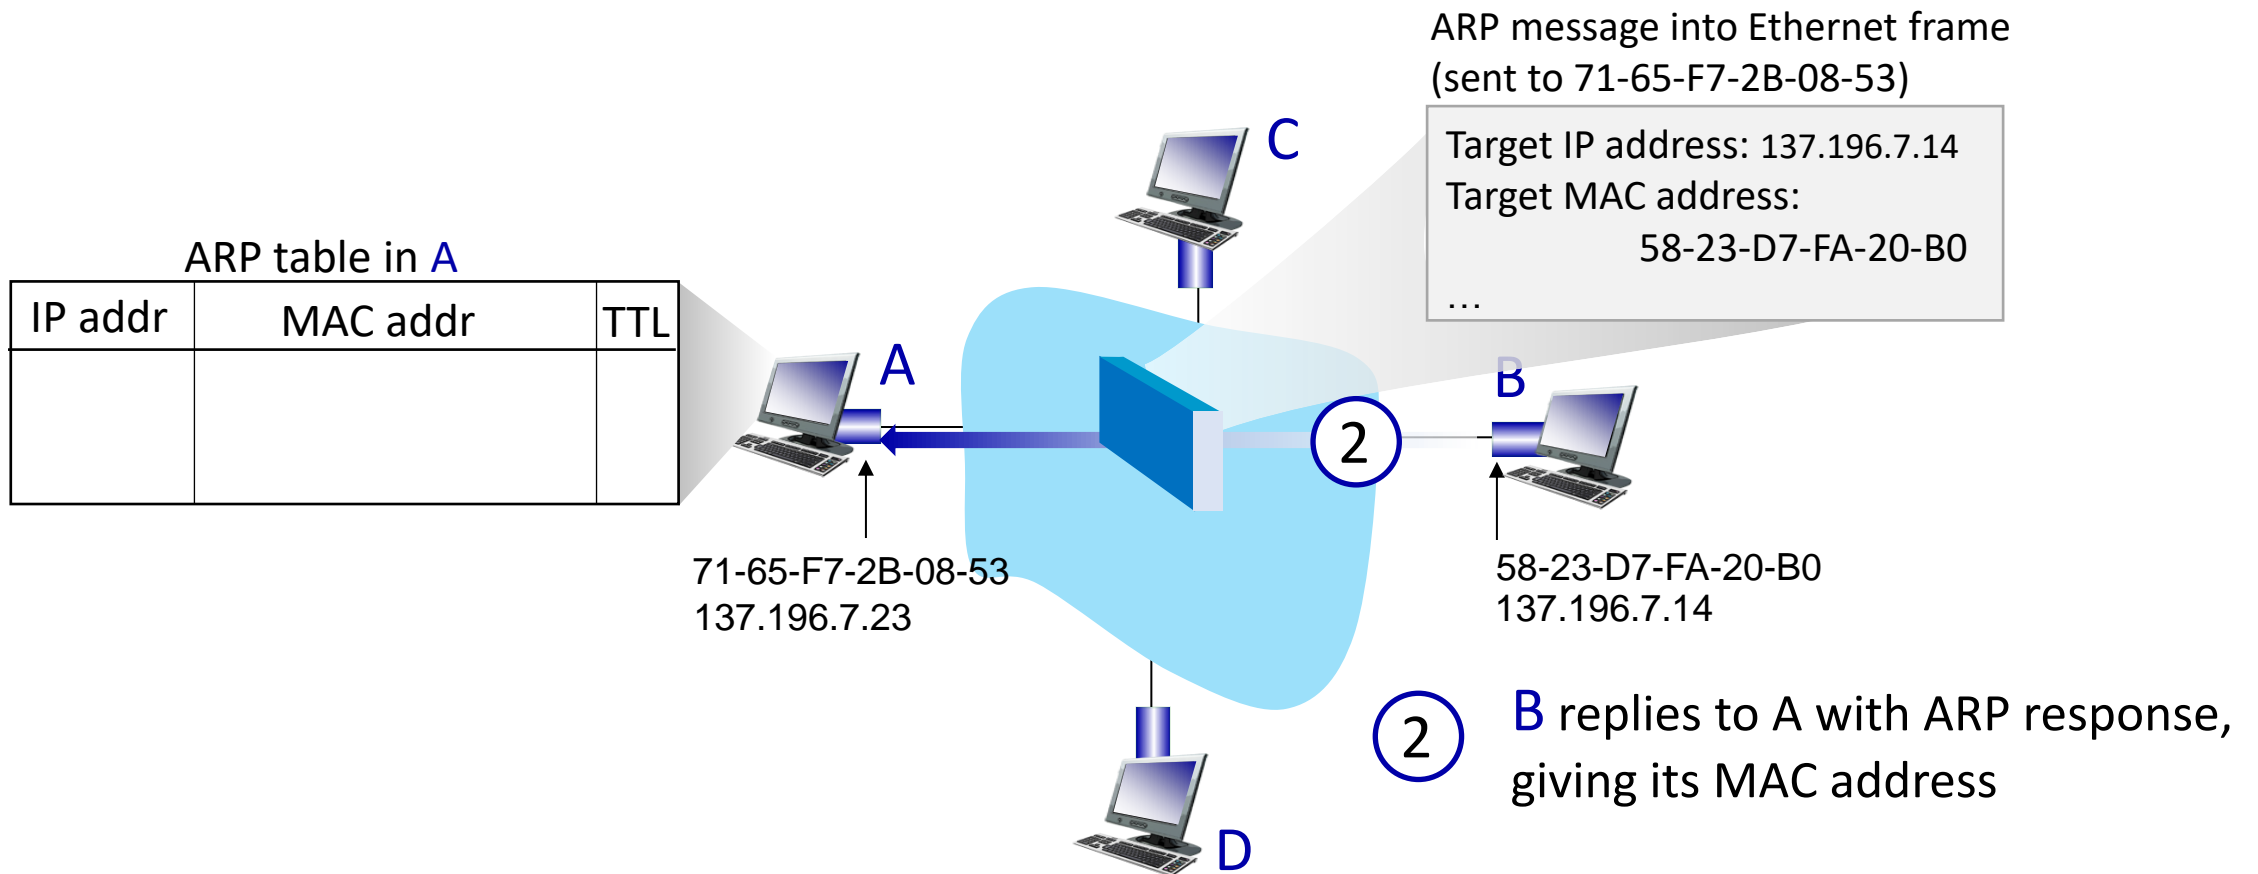 ARP message into Ethernet frame
(sent to 71-65-F7-2B-08-53)
Target IP address: 137.196.7.14
Target MAC address:
58-23-D7-FA-20-B0
…
C
ARP table in A
IP addr MAC addr TTL
A
B
2
71-65-F7-2B-08-53
137.196.7.23
58-23-D7-FA-20-B0
137.196.7.14
2 B replies to A with ARP response,
giving its MAC address
D